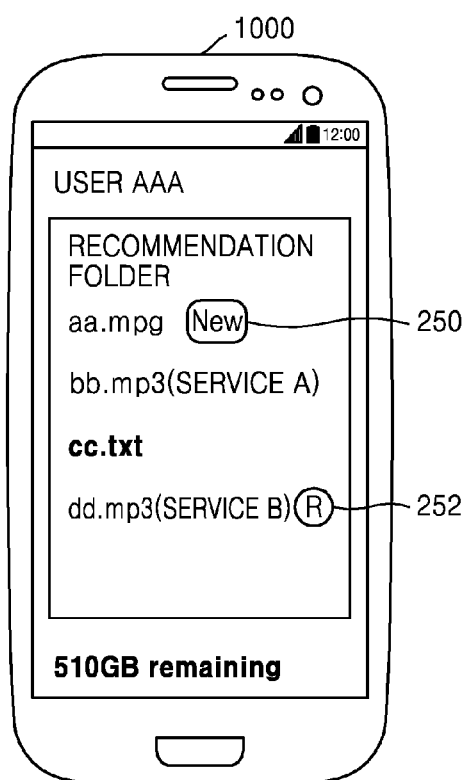 1000
12:00
USER AAA
RECOMMENDATION
FOLDER
aa.mpg New 250
bb.mp3(SERVICE A)
cc.txt
dd.mp3(SERVICE B) R 252
510GB remaining